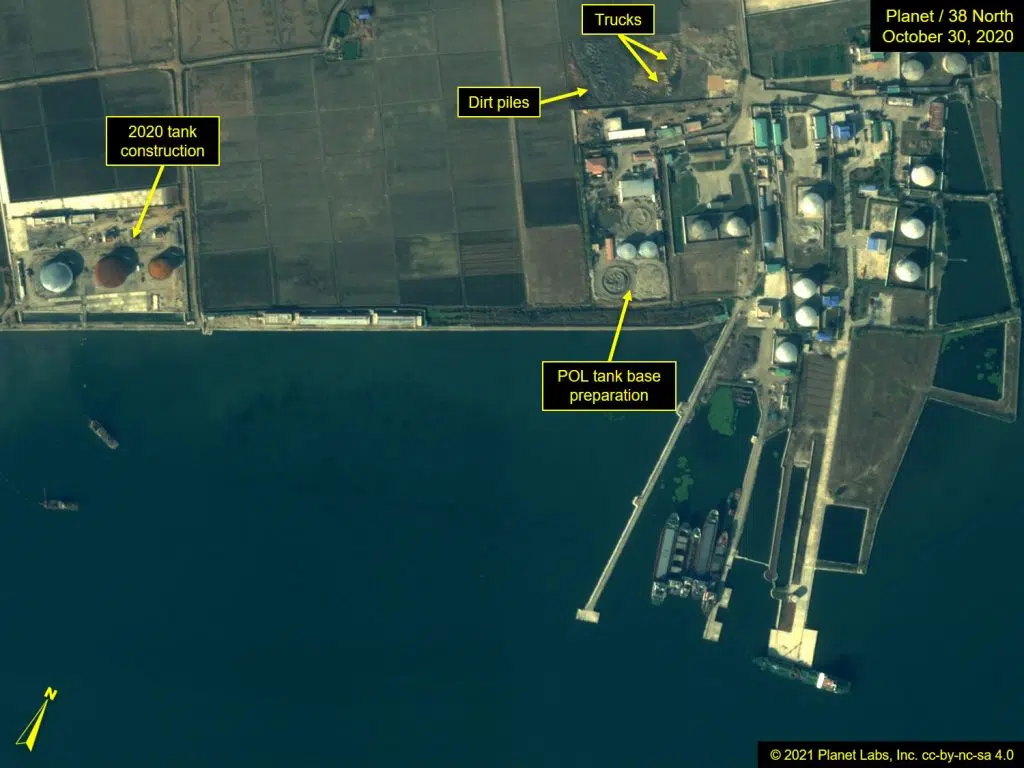 Planet / 38 North
October 30, 2020
Trucks
Dirt piles
2020 tank
construction
POL tank base
preparation
N
© 2021 Planet Labs, Inc. cc-by-nc-sa 4.0